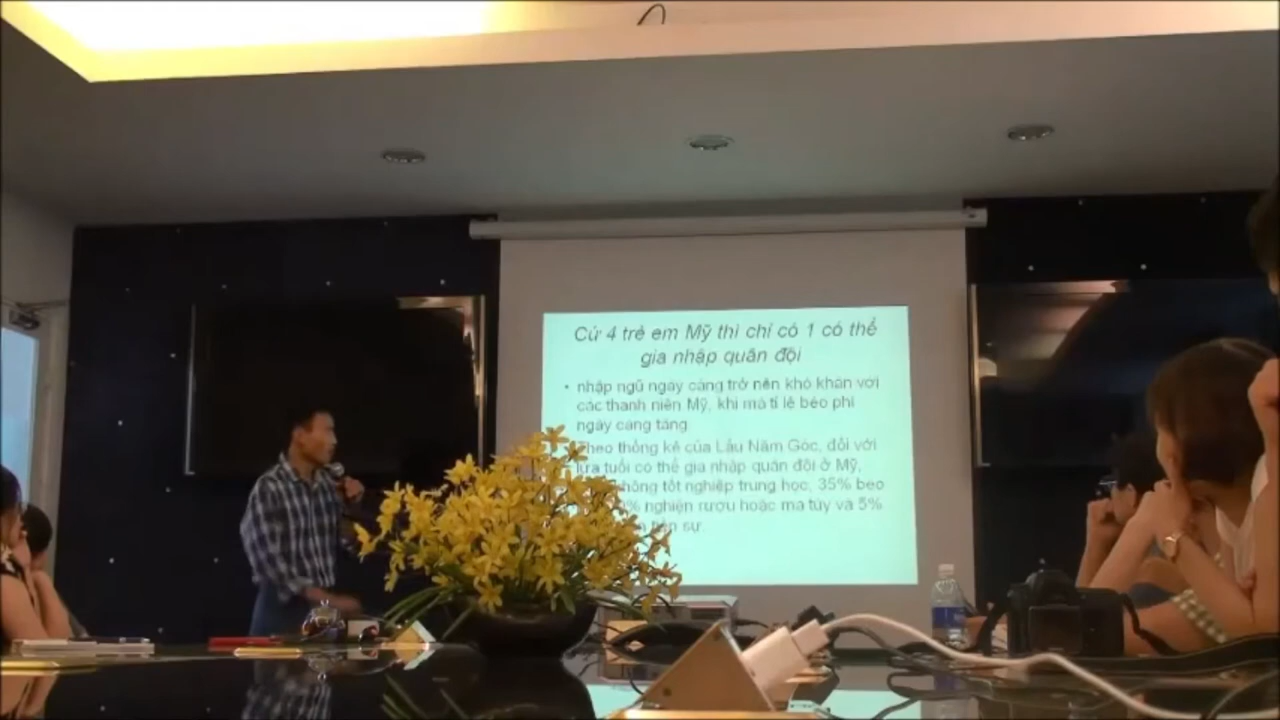 Cứ 4 trẻ em Mỹ thì chỉ có 1 có thể
gia nhập quân đội
• nhập ngũ ngày càng trở nên khó khăn với
các thanh niên Mỹ, khi mà tỉ lệ béo phì
ngày càng tăng
theo thống kê của Lầu Năm Góc, đối với
lứa tuổi có thể gia nhập quân đội ở Mỹ,
không tốt nghiệp trung học, 35% béo
% nghiện rượu hoặc ma túy và 5%
sự.